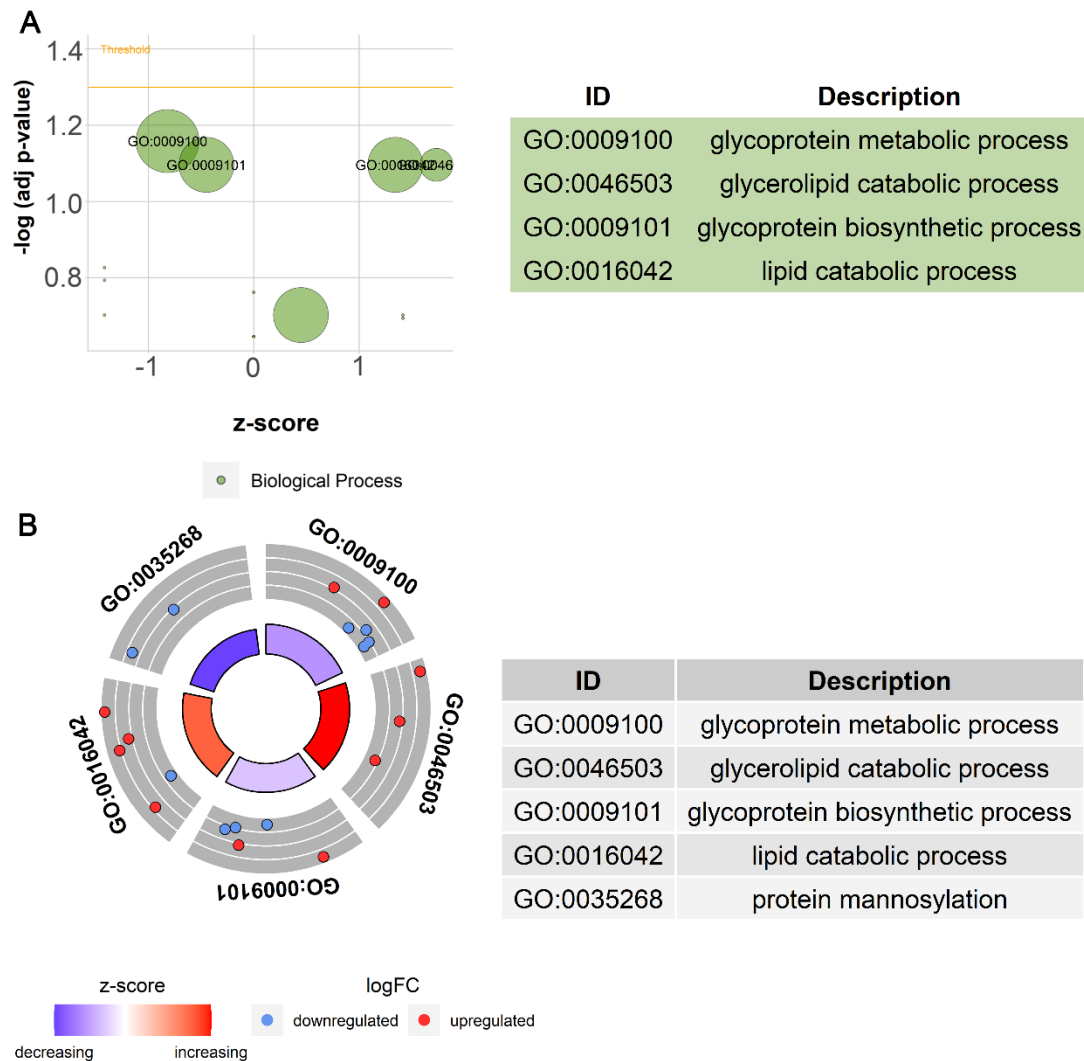 A
1.4
1.2
1.0
0.8
-log (adj p-value)
Threshold
GO:0009100
GO:0009101
GO:0016042
-1 0 1
z-score
Biological Process
ID Description
GO:0009100 glycoprotein metabolic process
GO:0046503 glycerolipid catabolic process
GO:0009101 glycoprotein biosynthetic process
GO:0016042 lipid catabolic process
B
GO:0035268
GO:0009100
GO:0046503
GO:0009101
GO:0016042
ID Description
GO:0009100 glycoprotein metabolic process
GO:0046503 glycerolipid catabolic process
GO:0009101 glycoprotein biosynthetic process
GO:0016042 lipid catabolic process
GO:0035268 protein mannosylation
z-score
decreasing increasing
logFC
downregulated upregulated